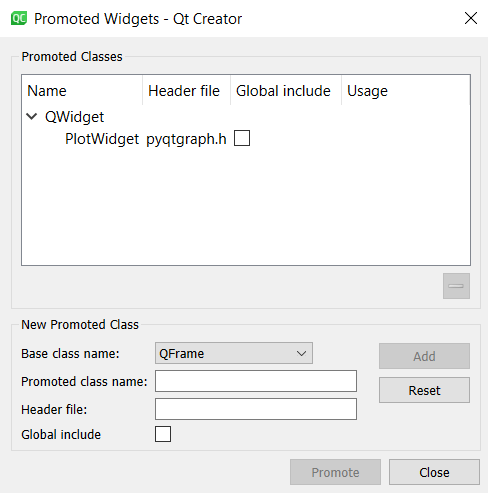 QC Promoted Widgets - Qt Creator
Promoted Classes
Name Header file Global include Usage
QWidget
PlotWidget pyqtgraph.h
New Promoted Class
Base class name: QFrame Add
Promoted class name:
Reset
Header file:
Global include
Promote Close